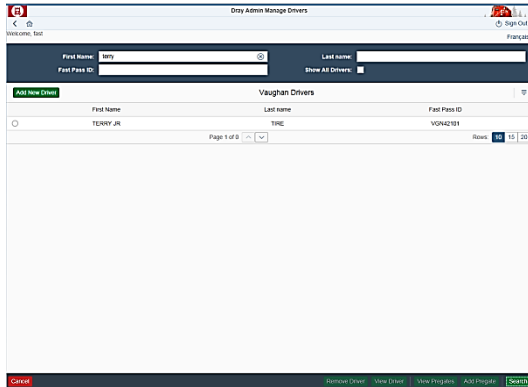 Dray Admin Manage Drivers
Sign Out
Welcome, fast
Français
First Name: terry
Last name:
Fast Pass ID:
Show All Drivers:
Add New Driver
Vaughan Drivers
First Name Last name Fast Pass ID
TERRY JR TIRE VGN42101
Page 1 of 0
Rows: 10 15 20
Cancel Remove Driver View Driver View Pregates Add Pregate Search